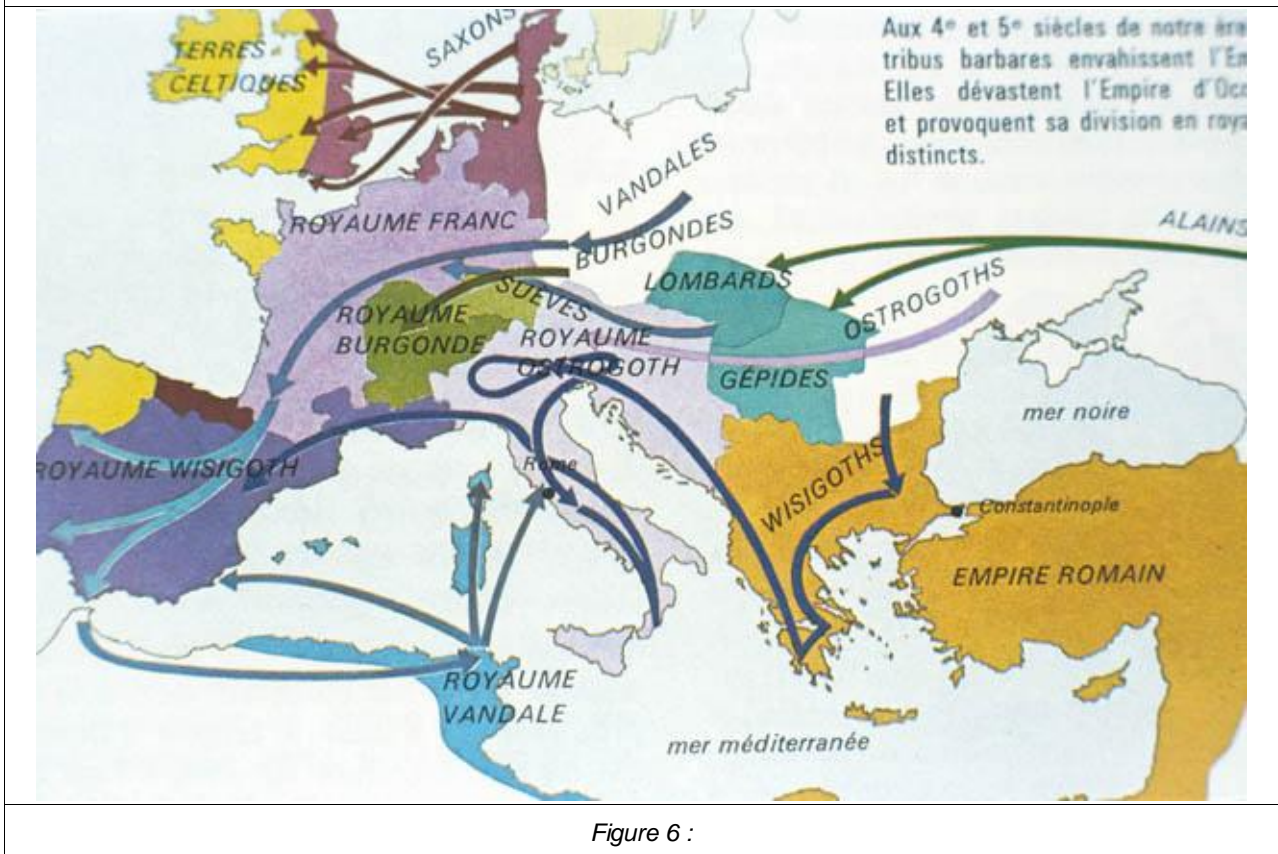 Aux 4e et 5e siècles de notre ère
tribus barbares envahissent l'Em
Elles dévastent l'Empire d'Occ
et provoquent sa division en roya
distincts.
TERRES
CELTIQUES
SAXONS
VANDALES
ROYAUME FRANC
BURGONDES
ALAINS
LOMBARDS
SUÈVES
OSTROGOTHS
ROYAUME
BURGONDE
ROYAUME
OSTROGOTH
GÉPIDES
mer noire
ROYAUME WISIGOTH
Rome
WISIGOTHS
Constantinople
EMPIRE ROMAIN
ROYAUME
VANDALE
mer méditerranée
Figure 6 :